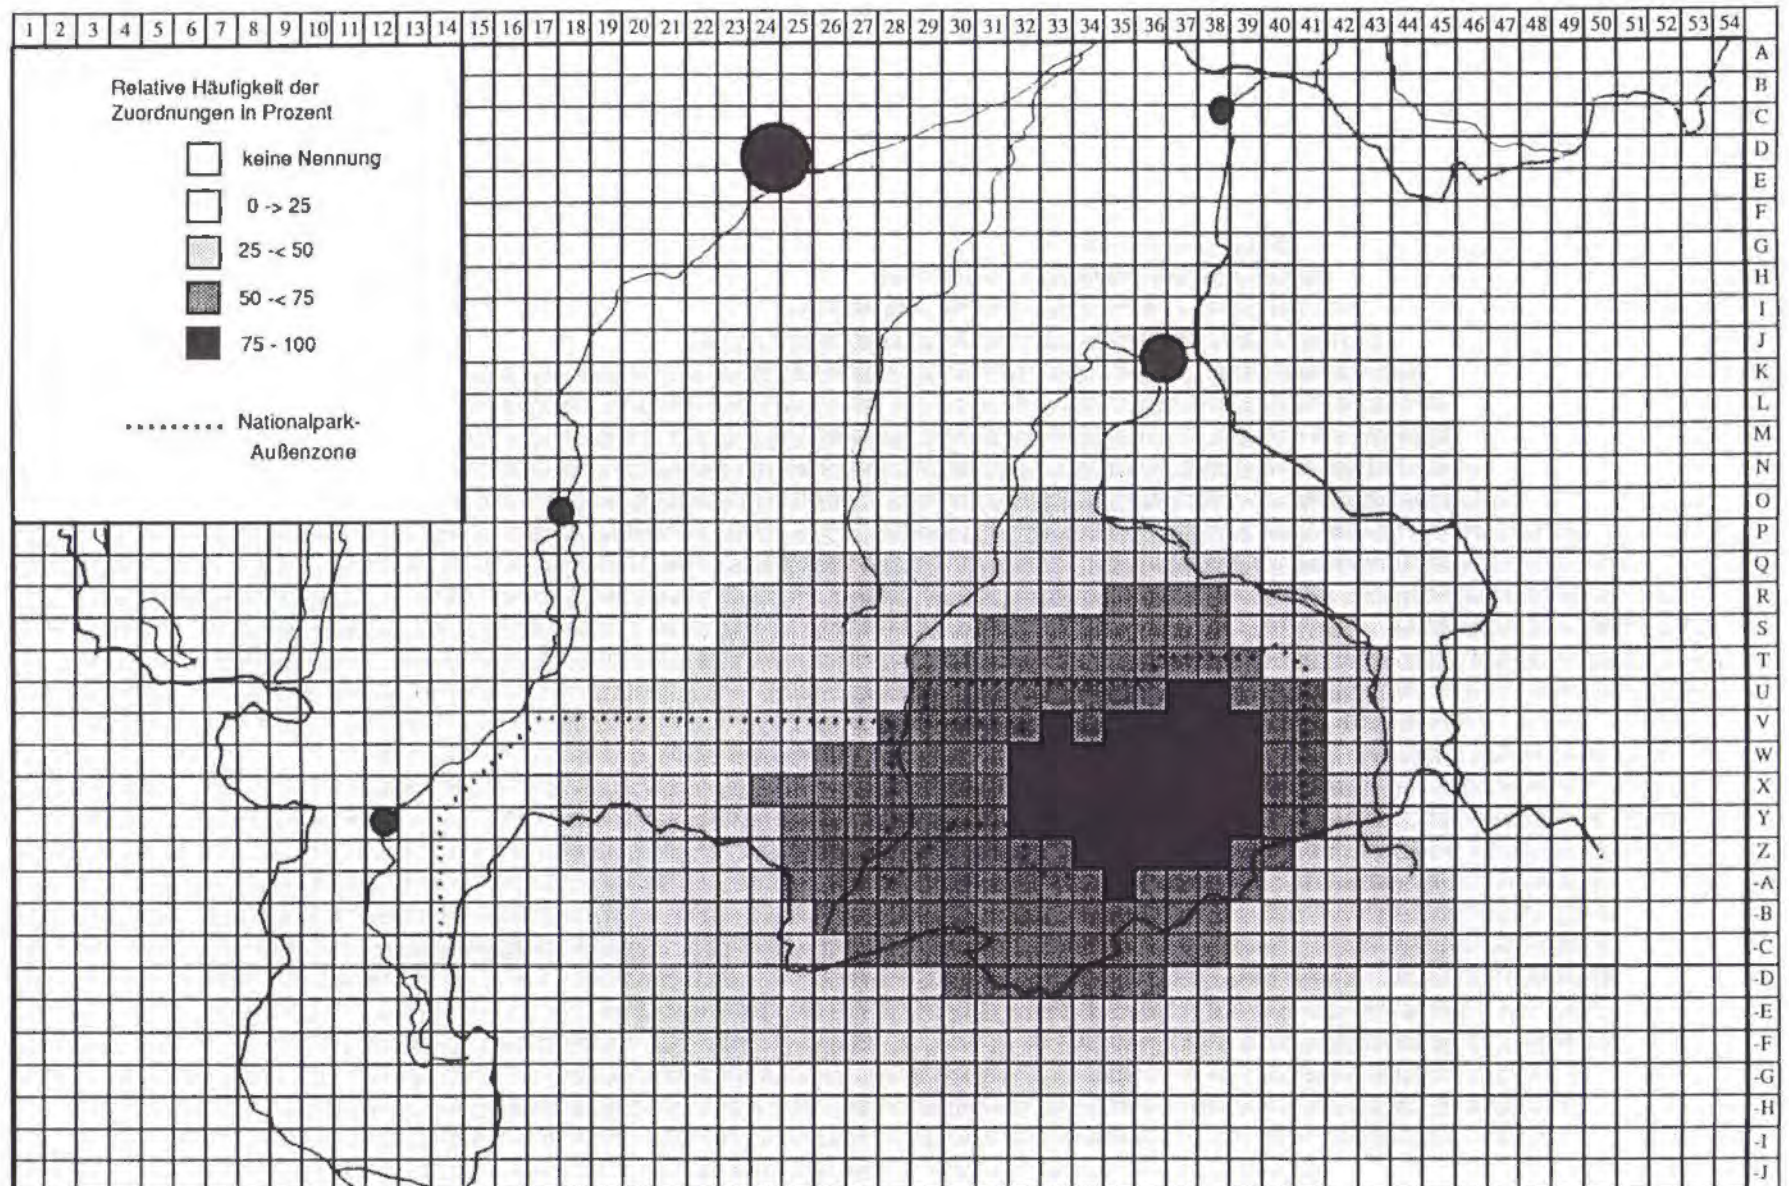 1 2 3 4 5 6 7 8 9 10 11 12 13 14 15 16 17 18 19 20 21 22 23 24 25 26 27 28 29 30 31 32 33 34 35 36 37 38 39 40 41 42 43 44 45 46 47 48 49 50 51 52 53 54
Relative Häufigkeit der
Zuordnungen in Prozent
keine Nennung
0 -> 25
25 -< 50
50 -< 75
75 - 100
Nationalpark-
Außenzone
A
B
C
D
E
F
G
H
I
J
K
L
M
N
O
P
Q
R
S
T
U
V
W
X
Y
Z
-A
-B
-C
-D
-E
-F
-G
-H
-I
-J